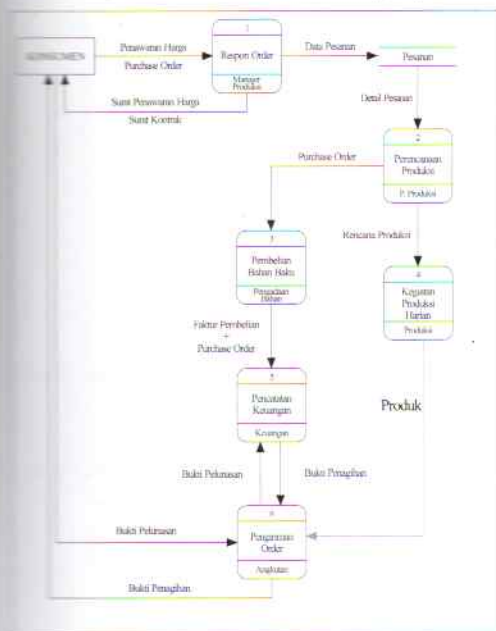 KONSUMEN
Penawaran Harga
Purchase Order
1
Respon Order
Manajer
Produksi
Data Pesanan
Pesanan
Surat Penawaran Harga
Surat Kontrak
Detail Pesanan
2
Perencanaan
Produksi
P. Produksi
Purchase Order
Rencana Produksi
3
Pembelian
Bahan Baku
Pengadaan
Bahan
4
Kegiatan
Produksi
Harian
Produksi
Faktur Pembelian
+
Purchase Order
5
Pencatatan
Keuangan
Keuangan
Produk
Bukti Pelunasan
Bukti Penagihan
6
Pengiriman
Order
Angkutan
Bukti Pelunasan
Bukti Penagihan